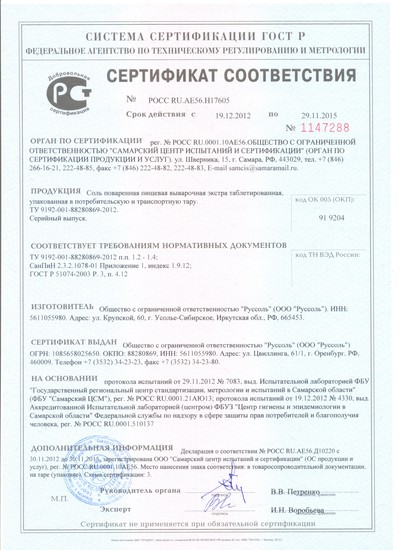 СИСТЕМА СЕРТИФИКАЦИИ ГОСТ Р
ФЕДЕРАЛЬНОЕ АГЕНТСТВО ПО ТЕХНИЧЕСКОМУ РЕГУЛИРОВАНИЮ И МЕТРОЛОГИИ
Добровольная сертификация
СЕРТИФИКАТ СООТВЕТСТВИЯ
№ РОСС RU.АЕ56.Н17605
Срок действия с 19.12.2012 по 29.11.2015
№ 1147288
ОРГАН ПО СЕРТИФИКАЦИИ рег. № РОСС RU.0001.10АЕ56.ОБЩЕСТВО С ОГРАНИЧЕННОЙ
ОТВЕТСТВЕННОСТЬЮ "САМАРСКИЙ ЦЕНТР ИСПЫТАНИЙ И СЕРТИФИКАЦИИ" (ОРГАН ПО
СЕРТИФИКАЦИИ ПРОДУКЦИИ И УСЛУГ). ул. Шверника, 15, г. Самара, РФ, 443029, тел. +7 (846)
266-16-21, 222-48-85, факс +7 (846) 222-48-82, 222-48-83, E-mail samcis@samaramail.ru.
ПРОДУКЦИЯ Соль поваренная пищевая выварочная экстра таблетированная,
упакованная в потребительскую и транспортную тару.
ТУ 9192-001-88280869-2012.
Серийный выпуск.
код ОК 005 (ОКП):
91 9204
СООТВЕТСТВУЕТ ТРЕБОВАНИЯМ НОРМАТИВНЫХ ДОКУМЕНТОВ
ТУ 9192-001-88280869-2012 п.п. 1.2 - 1.4;
СанПиН 2.3.2.1078-01 Приложение 1, индекс 1.9.12;
ГОСТ Р 51074-2003 Р. 3, п. 4.12
код ТН ВЭД России:
ИЗГОТОВИТЕЛЬ Общество с ограниченной ответственностью "Руссоль" (ООО "Руссоль"). ИНН:
5611055980. Адрес: ул. Крупской, 60, г. Усолье-Сибирское, Иркутская обл., РФ, 665453.
СЕРТИФИКАТ ВЫДАН Общество с ограниченной ответственностью "Руссоль" (ООО "Руссоль")
ОГРН: 1085658025650. ОКПО: 88280869, ИНН: 5611055980. Адрес: ул. Цвиллинга, 61/1, г. Оренбург, РФ,
460009. Телефон +7 (3532) 34-23-23, факс +7 (3532) 34-23-80.
НА ОСНОВАНИИ протокола испытаний от 29.11.2012 № 7083, выд. Испытательной лабораторией ФБУ
"Государственный региональный центр стандартизации, метрологии и испытаний в Самарской области"
(ФБУ "Самарский ЦСМ"), рег. № РОСС RU.0001.21АЮ13; протокола испытаний от 19.12.2012 № 4330, выд.
Аккредитованной Испытательной лабораторией (центром) ФБУЗ "Центр гигиены и эпидемиологии в
Самарской области" Федеральной службы по надзору в сфере защиты прав потребителей и благополучия
человека, рег. № РОСС RU.0001.510137
ДОПОЛНИТЕЛЬНАЯ ИНФОРМАЦИЯ Декларация о соответствии № РОСС RU.АЕ56.Д10220 с
30.11.2012 по 30.11.2015, зарегистрирована ООО "Самарский центр испытаний и сертификации" (ОС продукции и
услуг), рег. № РОСС RU.0001.10АЕ56. Место нанесения знака соответствия: в товаросопроводительной документации,
на таре (упаковке). Схема сертификации: 3.
М.П.
Руководитель органа В.В. Петренко
Эксперт И.Н. Воробьева
Сертификат не применяется при обязательной сертификации